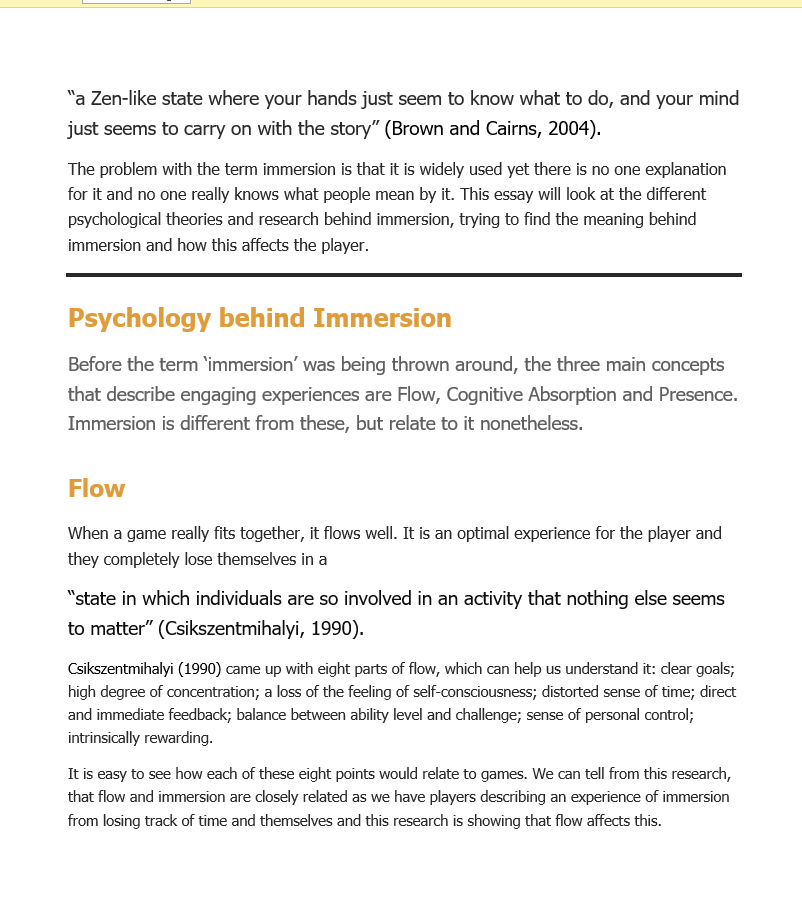 “a Zen-like state where your hands just seem to know what to do, and your mind
just seems to carry on with the story” (Brown and Cairns, 2004).
The problem with the term immersion is that it is widely used yet there is no one explanation
for it and no one really knows what people mean by it. This essay will look at the different
psychological theories and research behind immersion, trying to find the meaning behind
immersion and how this affects the player.
Psychology behind Immersion
Before the term ‘immersion’ was being thrown around, the three main concepts
that describe engaging experiences are Flow, Cognitive Absorption and Presence.
Immersion is different from these, but relate to it nonetheless.
Flow
When a game really fits together, it flows well. It is an optimal experience for the player and
they completely lose themselves in a
“state in which individuals are so involved in an activity that nothing else seems
to matter” (Csikszentmihalyi, 1990).
Csikszentmihalyi (1990) came up with eight parts of flow, which can help us understand it: clear goals;
high degree of concentration; a loss of the feeling of self-consciousness; distorted sense of time; direct
and immediate feedback; balance between ability level and challenge; sense of personal control;
intrinsically rewarding.
It is easy to see how each of these eight points would relate to games. We can tell from this research,
that flow and immersion are closely related as we have players describing an experience of immersion
from losing track of time and themselves and this research is showing that flow affects this.